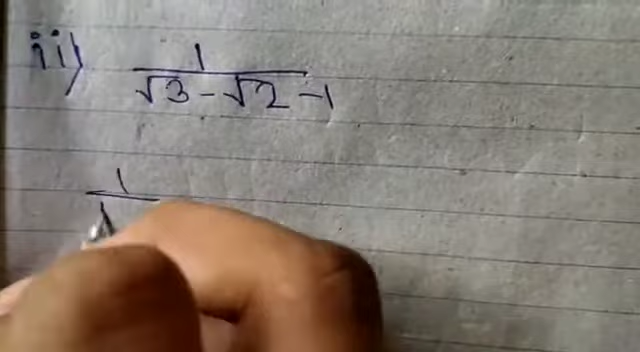 ii) 1
√3 - √2 - 1
1